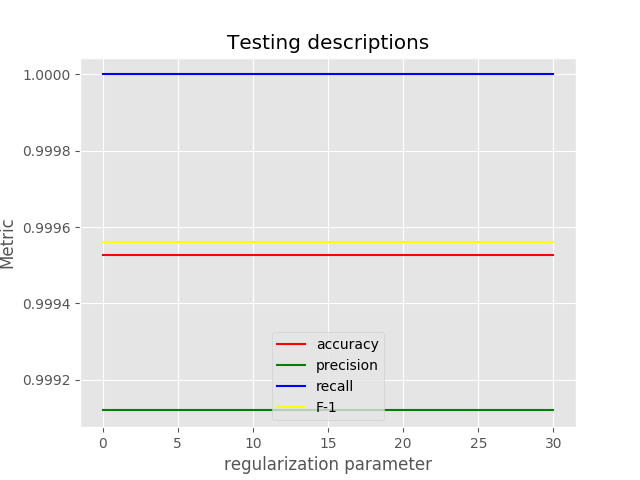 Testing descriptions
1.0000
0.9998
0.9996
0.9994
0.9992
Metric
accuracy
precision
recall
F-1
0 5 10 15 20 25 30
regularization parameter